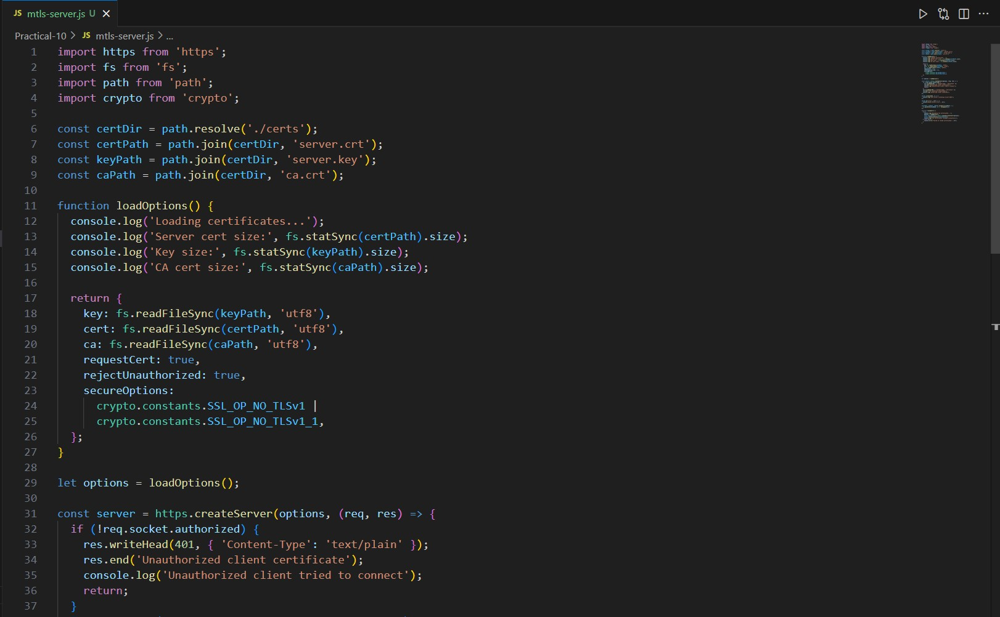 JS mtls-server.js U ×
Practical-10 > JS mtls-server.js > ...
1 import https from 'https';
2 import fs from 'fs';
3 import path from 'path';
4 import crypto from 'crypto';
5
6 const certDir = path.resolve('./certs');
7 const certPath = path.join(certDir, 'server.crt');
8 const keyPath = path.join(certDir, 'server.key');
9 const caPath = path.join(certDir, 'ca.crt');
10
11 function loadOptions() {
12   console.log('Loading certificates...');
13   console.log('Server cert size:', fs.statSync(certPath).size);
14   console.log('Key size:', fs.statSync(keyPath).size);
15   console.log('CA cert size:', fs.statSync(caPath).size);
16
17   return {
18     key: fs.readFileSync(keyPath, 'utf8'),
19     cert: fs.readFileSync(certPath, 'utf8'),
20     ca: fs.readFileSync(caPath, 'utf8'),
21     requestCert: true,
22     rejectUnauthorized: true,
23     secureOptions:
24       crypto.constants.SSL_OP_NO_TLSv1 |
25       crypto.constants.SSL_OP_NO_TLSv1_1,
26   };
27 }
28
29 let options = loadOptions();
30
31 const server = https.createServer(options, (req, res) => {
32   if (!req.socket.authorized) {
33     res.writeHead(401, { 'Content-Type': 'text/plain' });
34     res.end('Unauthorized client certificate');
35     console.log('Unauthorized client tried to connect');
36     return;
37   }